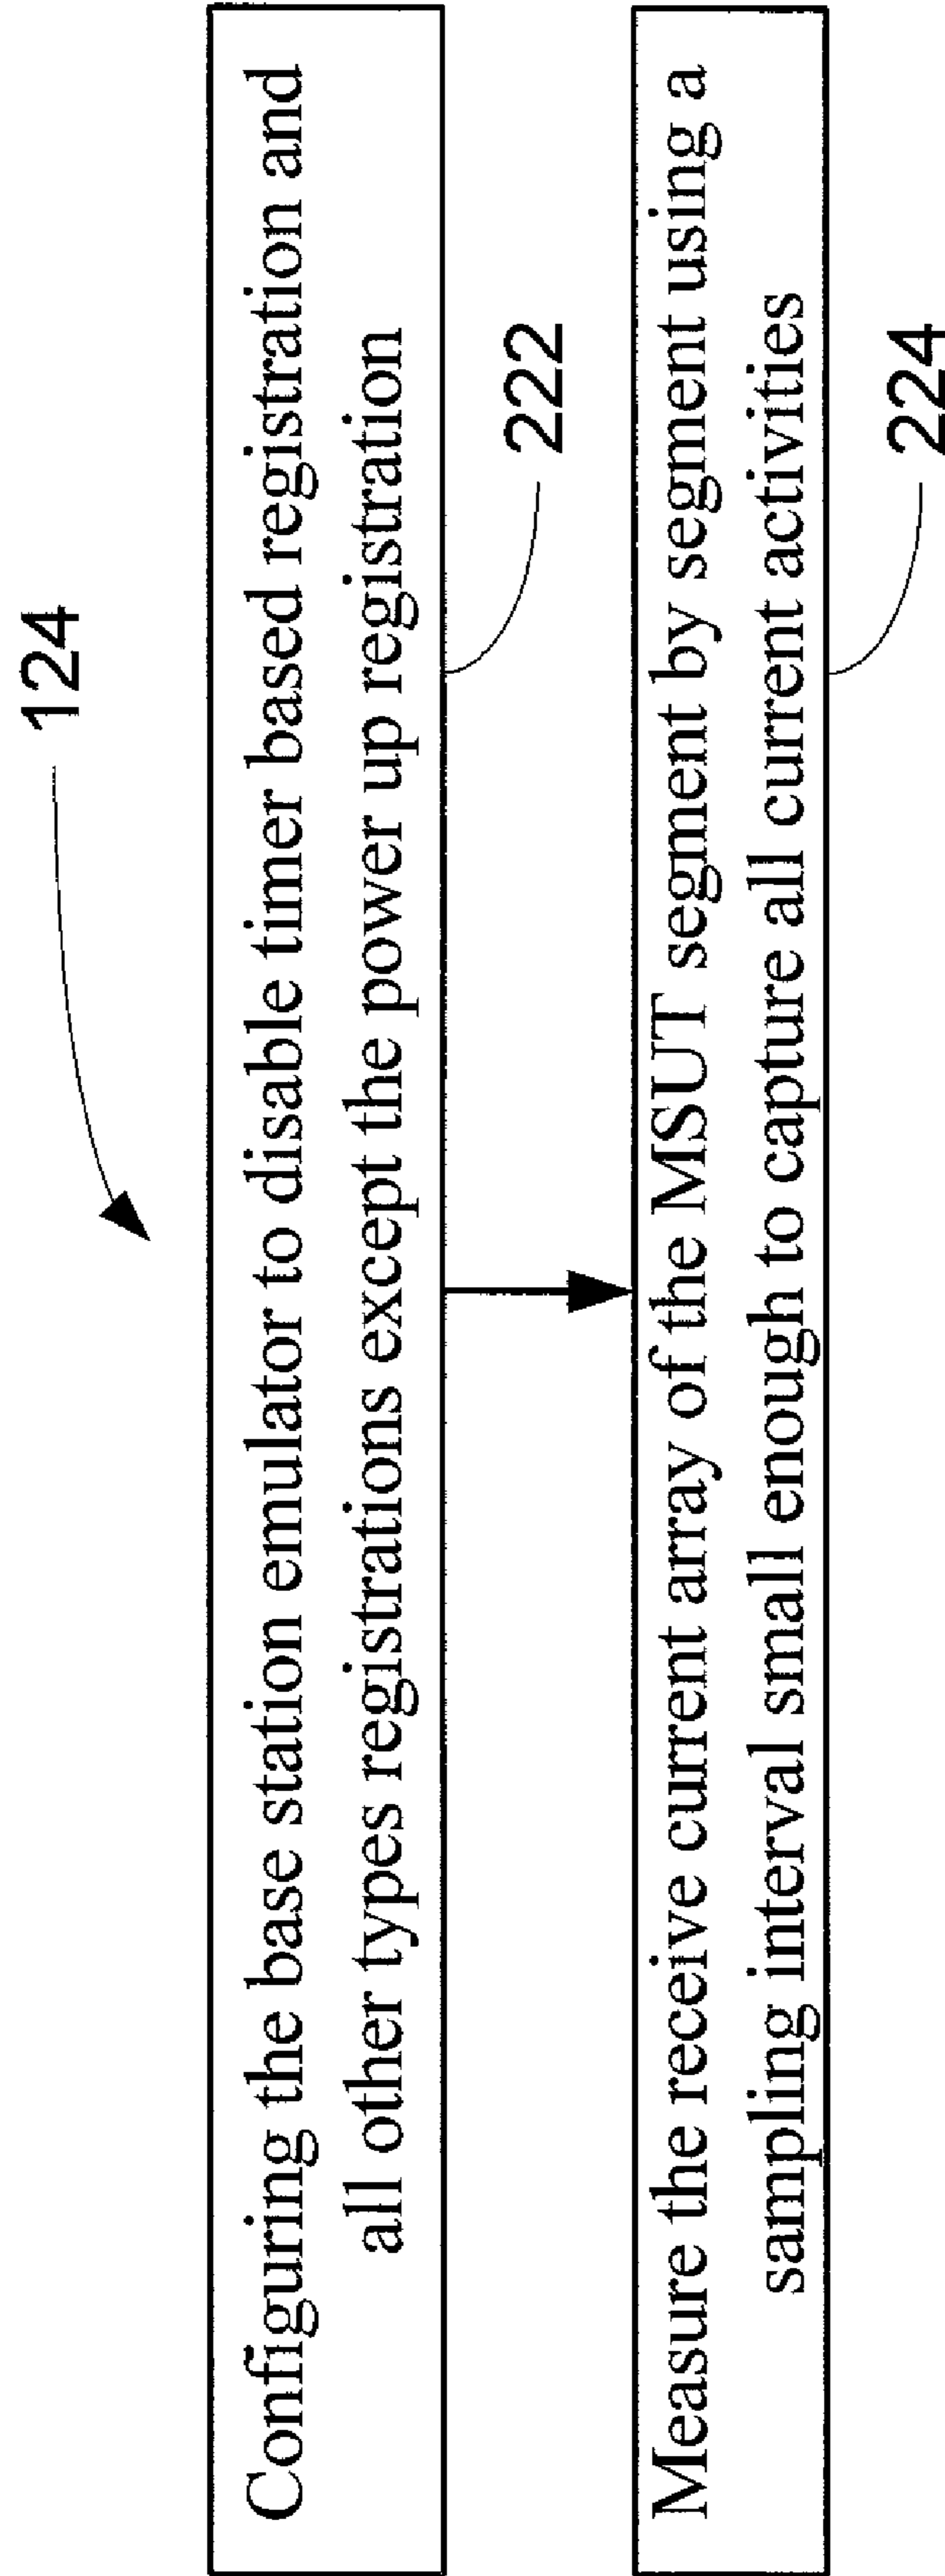 124
Configuring the base station emulator to disable timer based registration and
all other types registrations except the power up registration
222
Measure the receive current array of the MSUT segment by segment using a
sampling interval small enough to capture all current activities
224